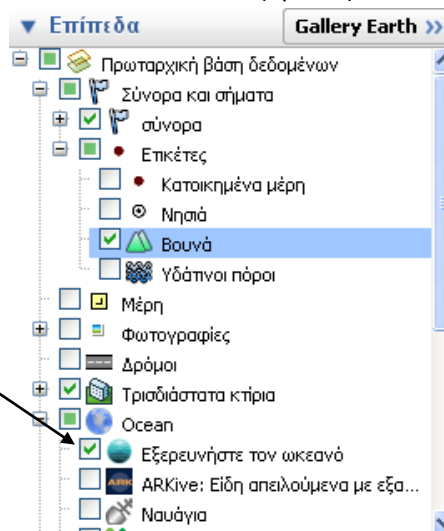 Επίπεδα
Gallery Earth »
Πρωταρχική βάση δεδομένων
Σύνορα και σήματα
σύνορα
Ετικέτες
Κατοικημένα μέρη
Νησιά
Βουνά
Υδάτινοι πόροι
Μέρη
Φωτογραφίες
Δρόμοι
Τρισδιάστατα κτίρια
Ocean
Εξερευνήστε τον ωκεανό
ARKive: Είδη απειλούμενα με εξα...
Ναυάγια